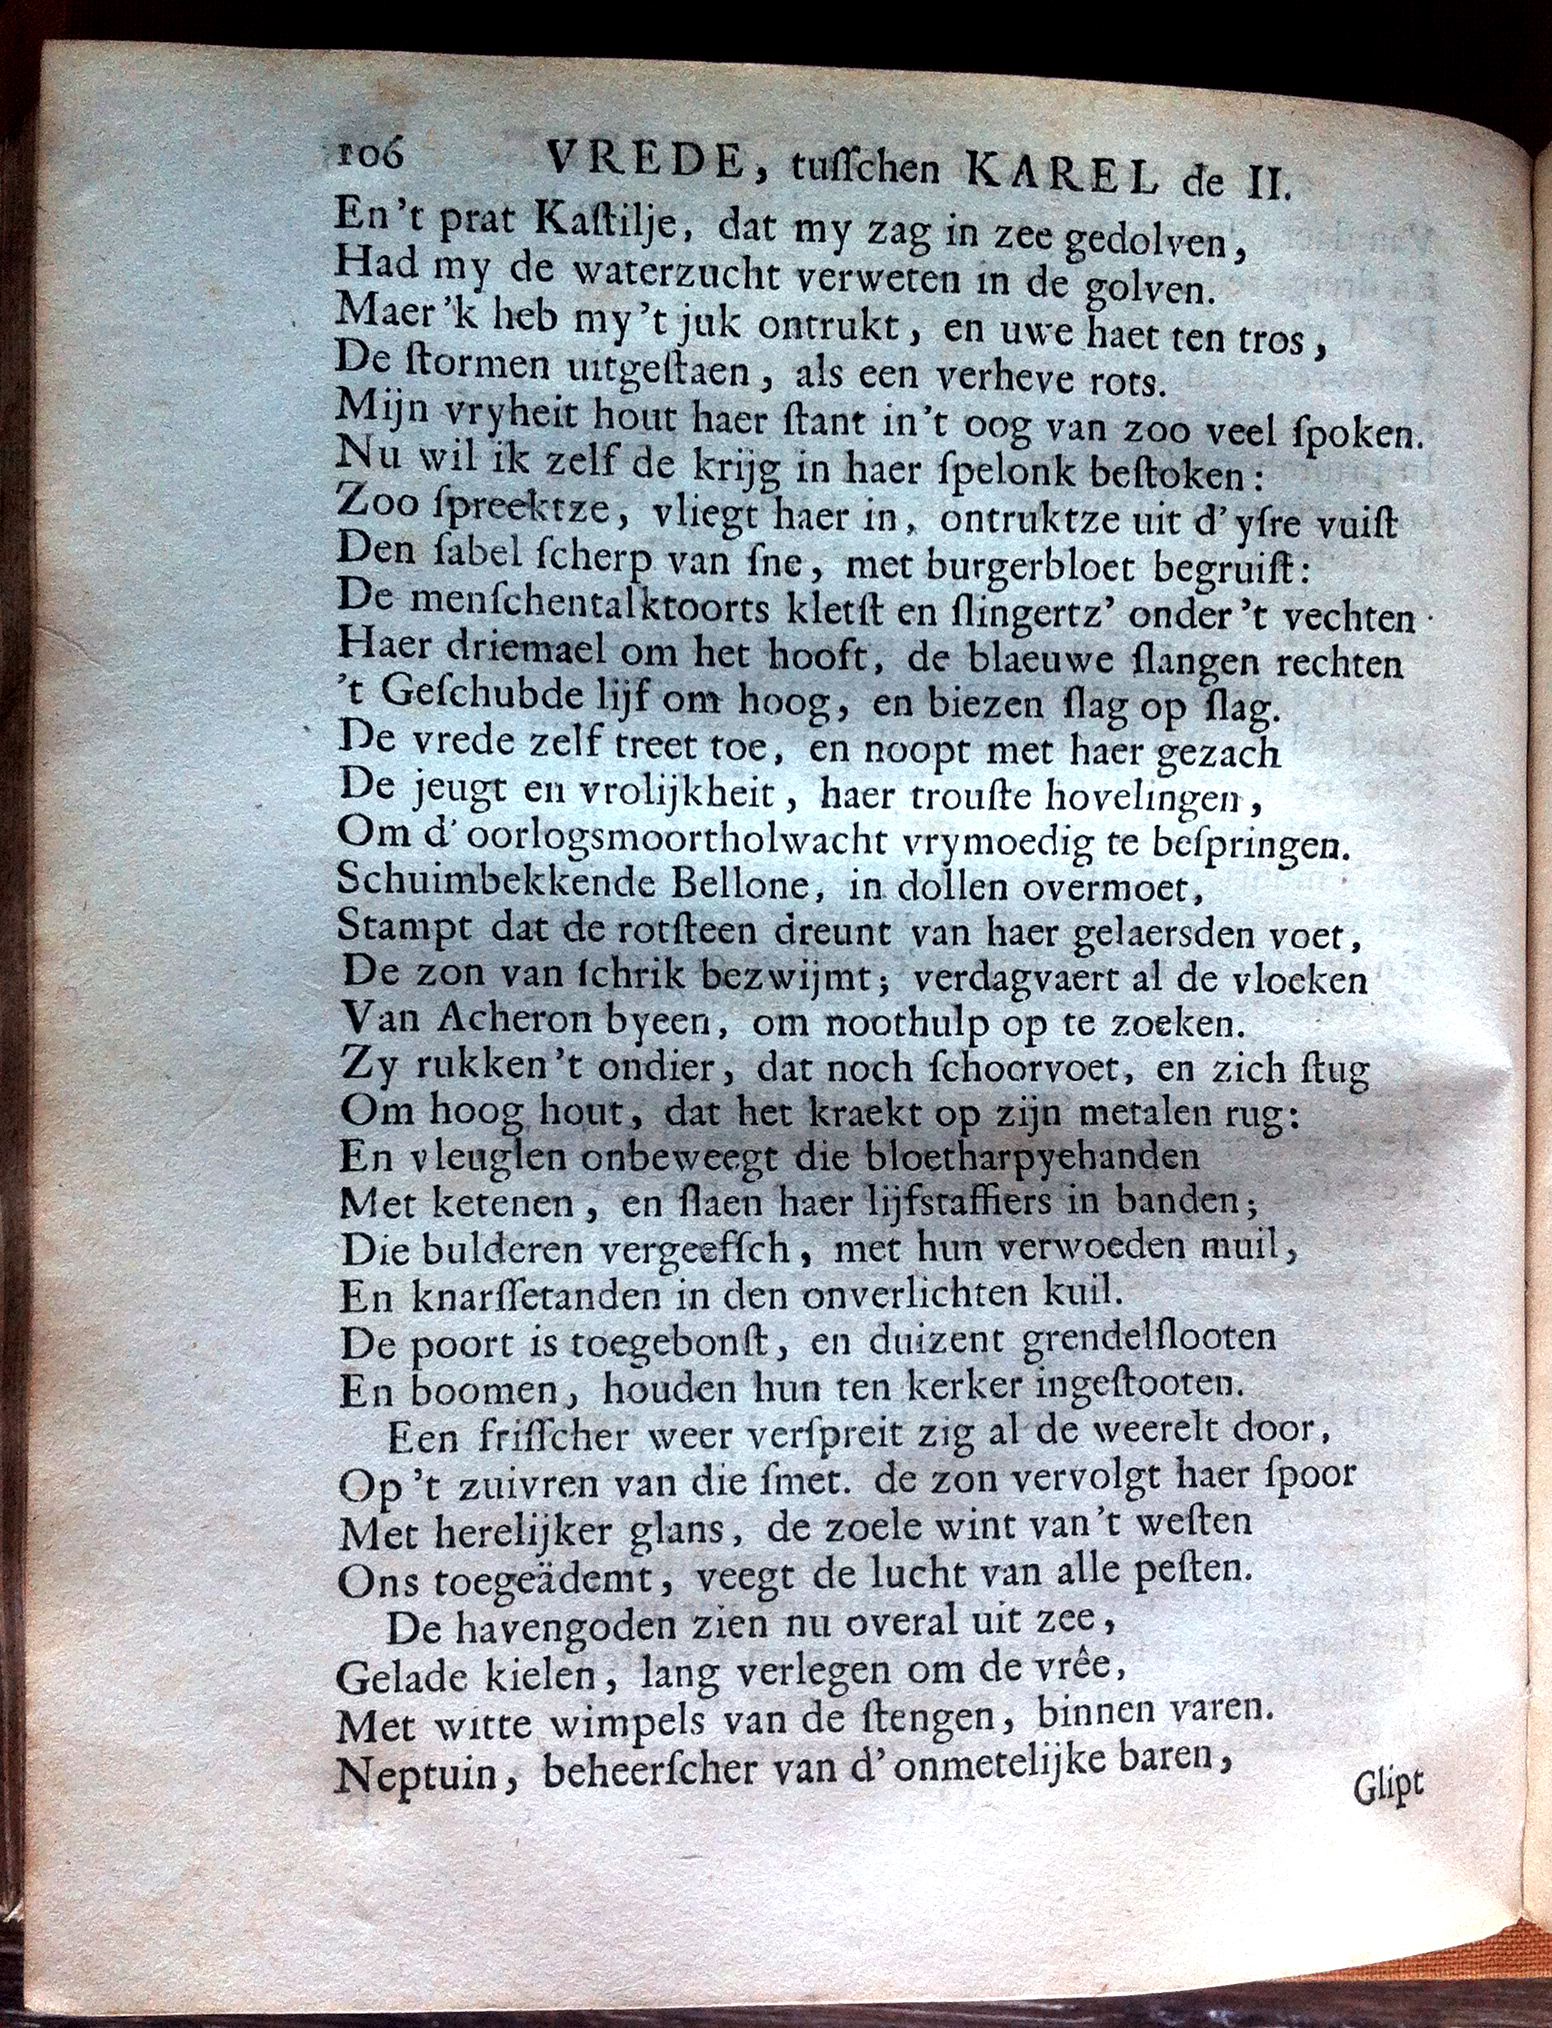 106 VREDE, tuſſchen KAREL de II.
En't prat Kaſtilje, dat my zag in zee gedolven,
Had my de waterzucht verweten in de golven.
Maer 'k heb my 't juk ontrukt, en uwe haet ten tros,
De ſtormen uitgeſtaen, als een verheve rots.
Mijn vryheit hout haer ſtant in't oog van zoo veel ſpoken.
Nu wil ik zelf de krijg in haer ſpelonk beſtoken:
Zoo ſpreektze, vliegt haer in, ontruktze uit d'yſre vuiſt
Den ſabel ſcherp van ſne, met burgerbloet begruiſt:
De menſchentalktoorts kletſt en ſlingertz' onder 't vechten
Haer driemael om het hooft, de blaeuwe ſlangen rechten
't Geſchubde lijf om hoog, en biezen ſlag op ſlag.
De vrede zelf treet toe, en noopt met haer gezach
De jeugt en vrolijkheit, haer trouſte hovelingen,
Om d'oorlogsmoortholwacht vrymoedig te beſpringen.
Schuimbekkende Bellone, in dollen overmoet,
Stampt dat de rotſteen dreunt van haer gelaersden voet,
De zon van ſchrik bezwijmt; verdagvaert al de vloeken
Van Acheron byeen, om noothulp op te zoeken.
Zy rukken't ondier, dat noch ſchoorvoet, en zich ſtug
Om hoog hout, dat het kraekt op zijn metalen rug:
En vleuglen onbeweegt die bloetharpyehanden
Met ketenen, en ſlaen haer lijfstaffiers in banden;
Die bulderen vergeefſch, met hun verwoeden muil,
En knarſſetanden in den onverlichten kuil.
De poort is toegebonſt, en duizent grendelſlooten
En boomen, houden hun ten kerker ingeſtooten.
Een friſſcher weer verſpreit zig al de weerelt door,
Op 't zuivren van die ſmet. de zon vervolgt haer ſpoor
Met herelijker glans, de zoele wint van't weſten
Ons toegeädemt, veegt de lucht van alle peſten.
De havengoden zien nu overal uit zee,
Gelade kielen, lang verlegen om de vrêe,
Met witte wimpels van de ſtengen, binnen varen.
Neptuin, beheerſcher van d'onmetelijke baren,
Glipt